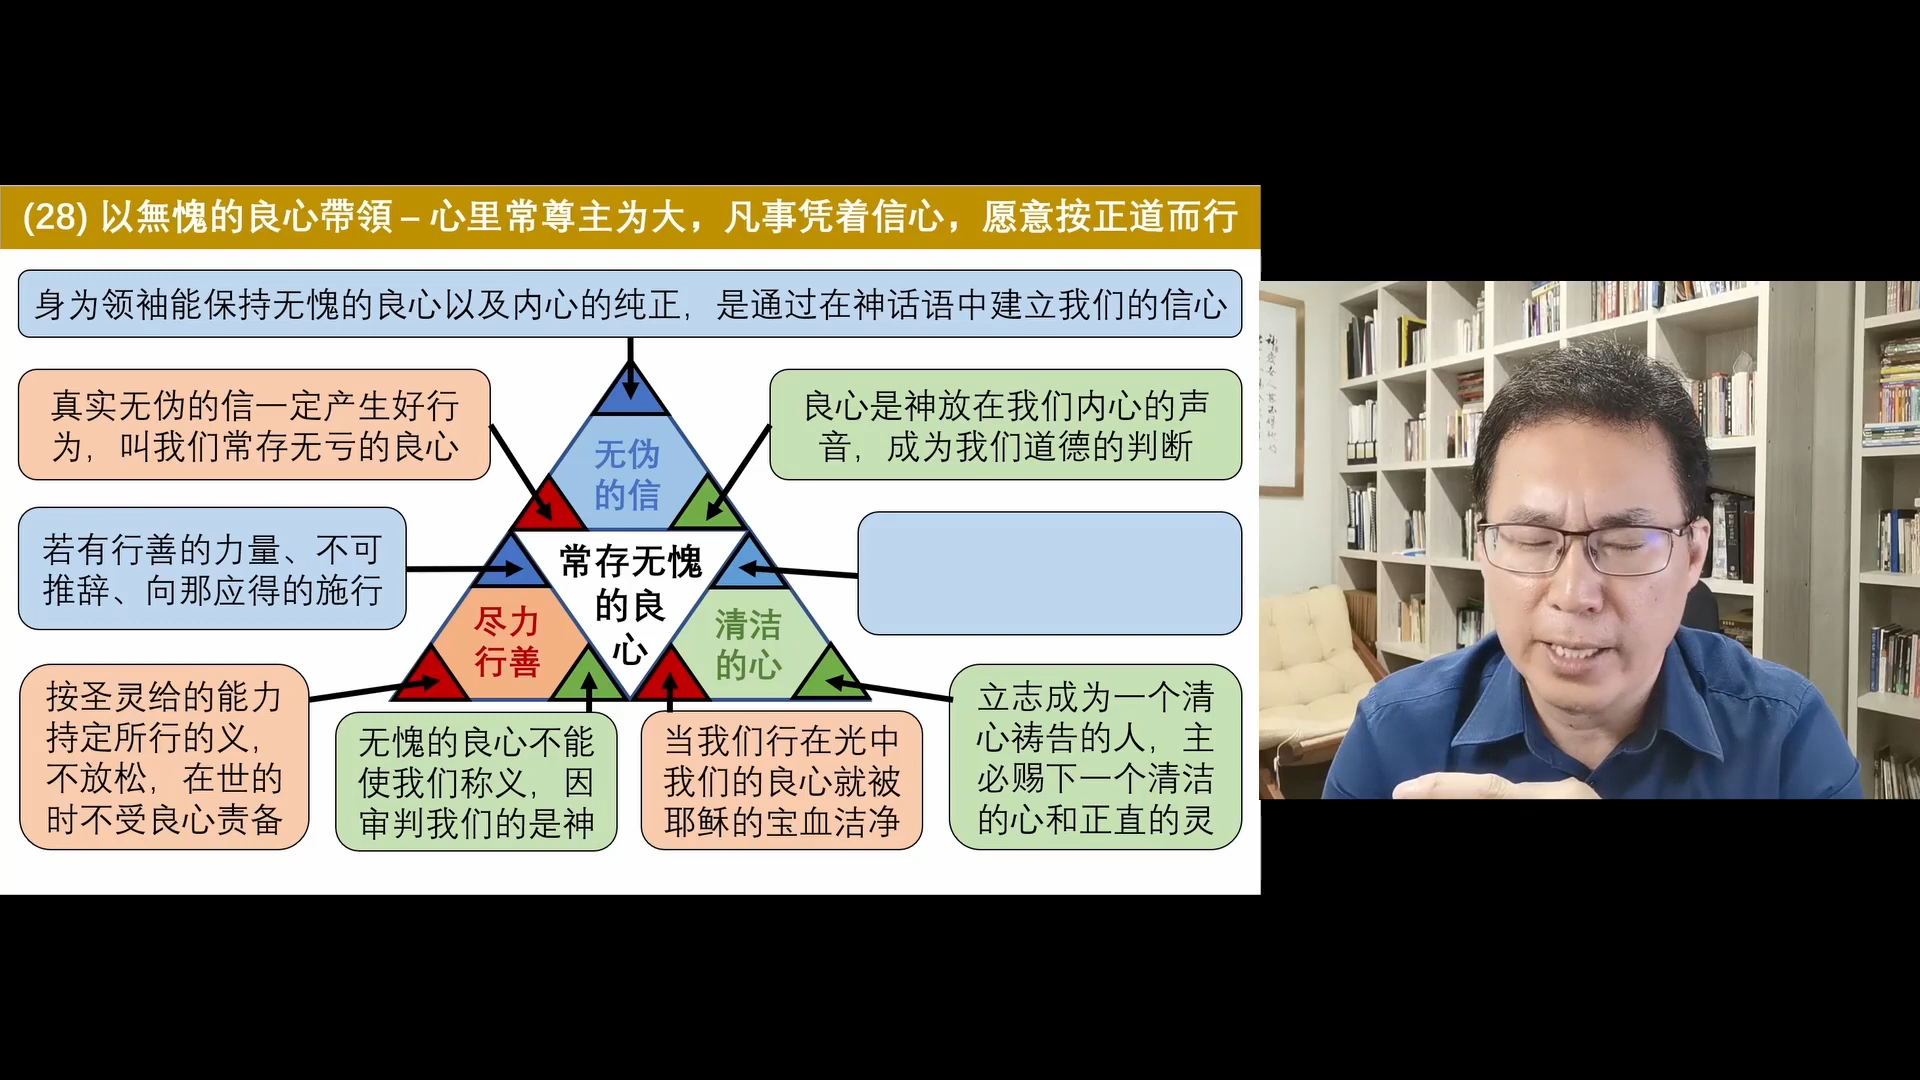 (28) 以無愧的良心帶領 – 心里常尊主为大，凡事凭着信心，愿意按正道而行
身为领袖能保持无愧的良心以及内心的纯正，是通过在神话语中建立我们的信心
真实无伪的信一定产生好行
为，叫我们常存无亏的良心
良心是神放在我们内心的声
音，成为我们道德的判断
无伪
的信
若有行善的力量、不可
推辞、向那应得的施行
常存无愧
的良
心
尽力
行善
清洁
的心
按圣灵给的能力
持定所行的义，
不放松，在世的
时不受良心责备
无愧的良心不能
使我们称义，因
审判我们的是神
当我们行在光中
我们的良心就被
耶稣的宝血洁净
立志成为一个清
心祷告的人，主
必赐下一个清洁
的心和正直的灵